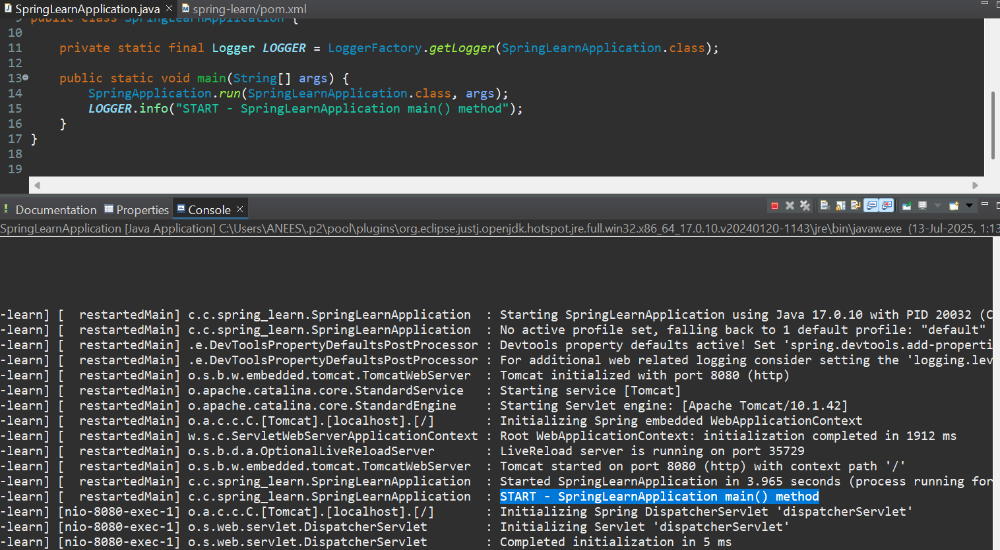 SpringLearnApplication.java spring-learn/pom.xml
9 public class SpringLearnApplication {
10
11 private static final Logger LOGGER = LoggerFactory.getLogger(SpringLearnApplication.class);
12
13 public static void main(String[] args) {
14 SpringApplication.run(SpringLearnApplication.class, args);
15 LOGGER.info("START - SpringLearnApplication main() method");
16 }
17 }
18
19
Documentation Properties Console
SpringLearnApplication [Java Application] C:\Users\ANEES\.p2\pool\plugins\org.eclipse.justj.openjdk.hotspot.jre.full.win32.x86_64_17.0.10.v20240120-1143\jre\bin\javaw.exe (13-Jul-2025, 1:13
-learn] [ restartedMain] c.c.spring_learn.SpringLearnApplication : Starting SpringLearnApplication using Java 17.0.10 with PID 20032 (C
-learn] [ restartedMain] c.c.spring_learn.SpringLearnApplication : No active profile set, falling back to 1 default profile: "default"
-learn] [ restartedMain] .e.DevToolsPropertyDefaultsPostProcessor : Devtools property defaults active! Set 'spring.devtools.add-properti
-learn] [ restartedMain] .e.DevToolsPropertyDefaultsPostProcessor : For additional web related logging consider setting the 'logging.lev
-learn] [ restartedMain] o.s.b.w.embedded.tomcat.TomcatWebServer : Tomcat initialized with port 8080 (http)
-learn] [ restartedMain] o.apache.catalina.core.StandardService : Starting service [Tomcat]
-learn] [ restartedMain] o.apache.catalina.core.StandardEngine : Starting Servlet engine: [Apache Tomcat/10.1.42]
-learn] [ restartedMain] o.a.c.c.C.[Tomcat].[localhost].[/] : Initializing Spring embedded WebApplicationContext
-learn] [ restartedMain] w.s.c.ServletWebServerApplicationContext : Root WebApplicationContext: initialization completed in 1912 ms
-learn] [ restartedMain] o.s.b.d.a.OptionalLiveReloadServer : LiveReload server is running on port 35729
-learn] [ restartedMain] o.s.b.w.embedded.tomcat.TomcatWebServer : Tomcat started on port 8080 (http) with context path '/'
-learn] [ restartedMain] c.c.spring_learn.SpringLearnApplication : Started SpringLearnApplication in 3.965 seconds (process running for
-learn] [ restartedMain] c.c.spring_learn.SpringLearnApplication : START - SpringLearnApplication main() method
-learn] [nio-8080-exec-1] o.a.c.c.C.[Tomcat].[localhost].[/] : Initializing Spring DispatcherServlet 'dispatcherServlet'
-learn] [nio-8080-exec-1] o.s.web.servlet.DispatcherServlet : Initializing Servlet 'dispatcherServlet'
-learn] [nio-8080-exec-1] o.s.web.servlet.DispatcherServlet : Completed initialization in 5 ms